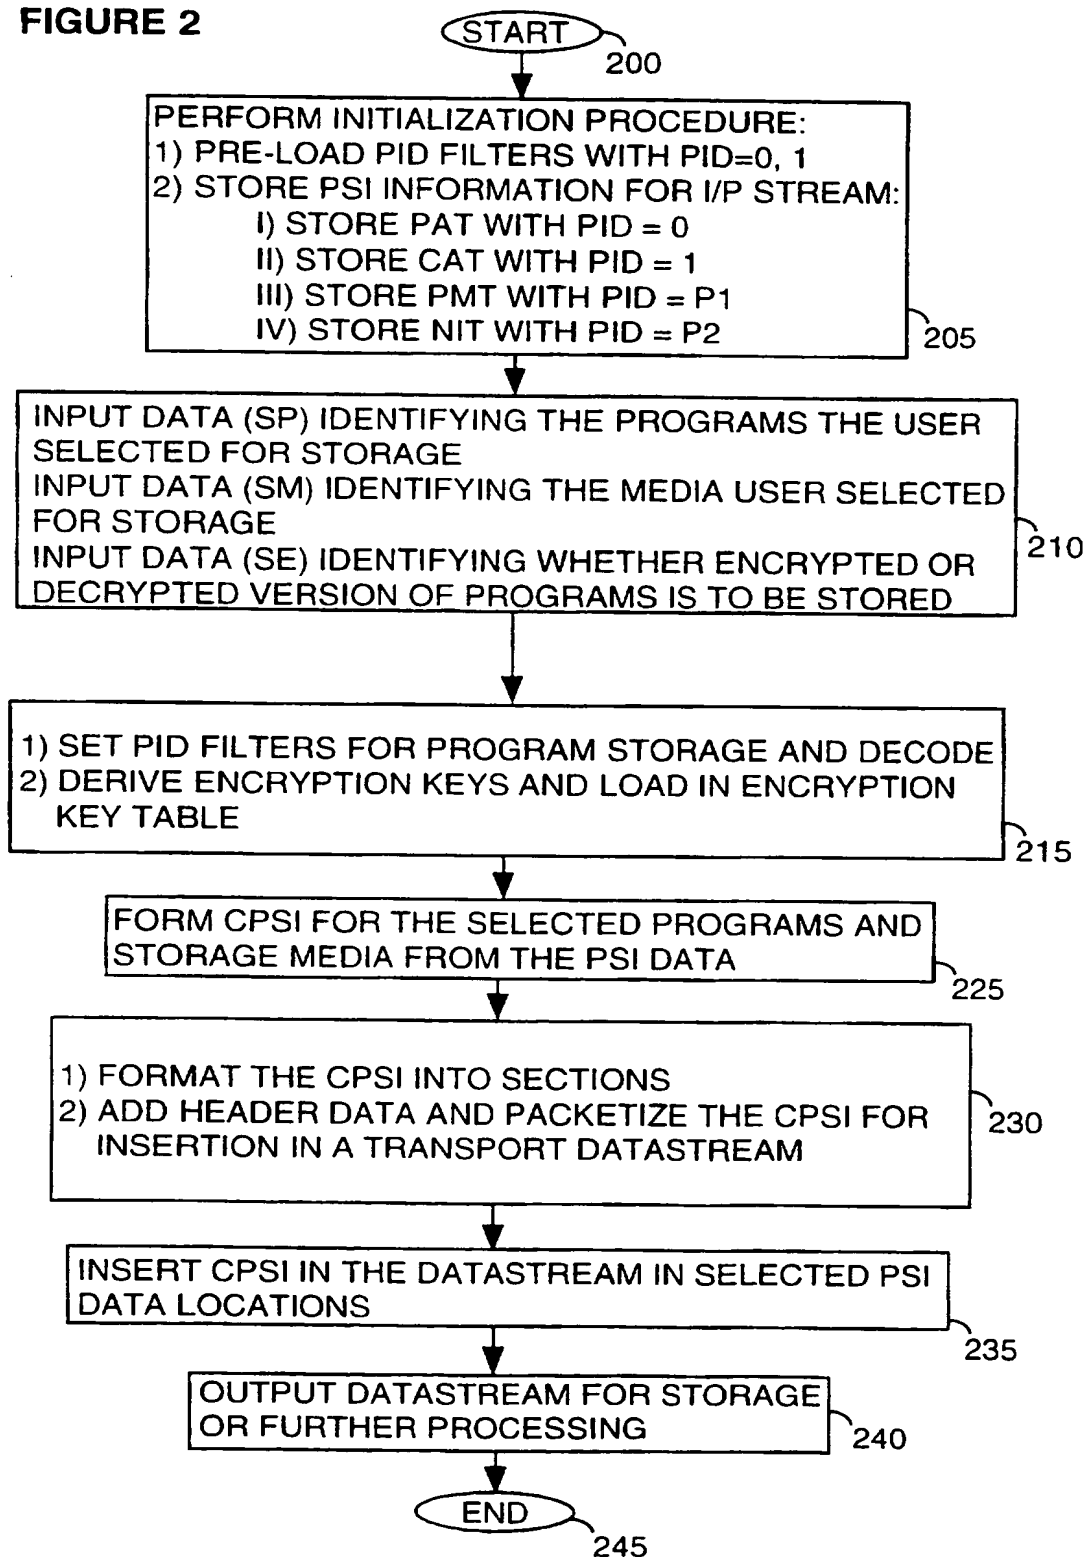 FIGURE 2
START
200
PERFORM INITIALIZATION PROCEDURE:
1) PRE-LOAD PID FILTERS WITH PID=0, 1
2) STORE PSI INFORMATION FOR I/P STREAM:
I) STORE PAT WITH PID = 0
II) STORE CAT WITH PID = 1
III) STORE PMT WITH PID = P1
IV) STORE NIT WITH PID = P2
205
INPUT DATA (SP) IDENTIFYING THE PROGRAMS THE USER
SELECTED FOR STORAGE
INPUT DATA (SM) IDENTIFYING THE MEDIA USER SELECTED
FOR STORAGE
INPUT DATA (SE) IDENTIFYING WHETHER ENCRYPTED OR
DECRYPTED VERSION OF PROGRAMS IS TO BE STORED
210
1) SET PID FILTERS FOR PROGRAM STORAGE AND DECODE
2) DERIVE ENCRYPTION KEYS AND LOAD IN ENCRYPTION
KEY TABLE
215
FORM CPSI FOR THE SELECTED PROGRAMS AND
STORAGE MEDIA FROM THE PSI DATA
225
1) FORMAT THE CPSI INTO SECTIONS
2) ADD HEADER DATA AND PACKETIZE THE CPSI FOR
INSERTION IN A TRANSPORT DATASTREAM
230
INSERT CPSI IN THE DATASTREAM IN SELECTED PSI
DATA LOCATIONS
235
OUTPUT DATASTREAM FOR STORAGE
OR FURTHER PROCESSING
240
END
245